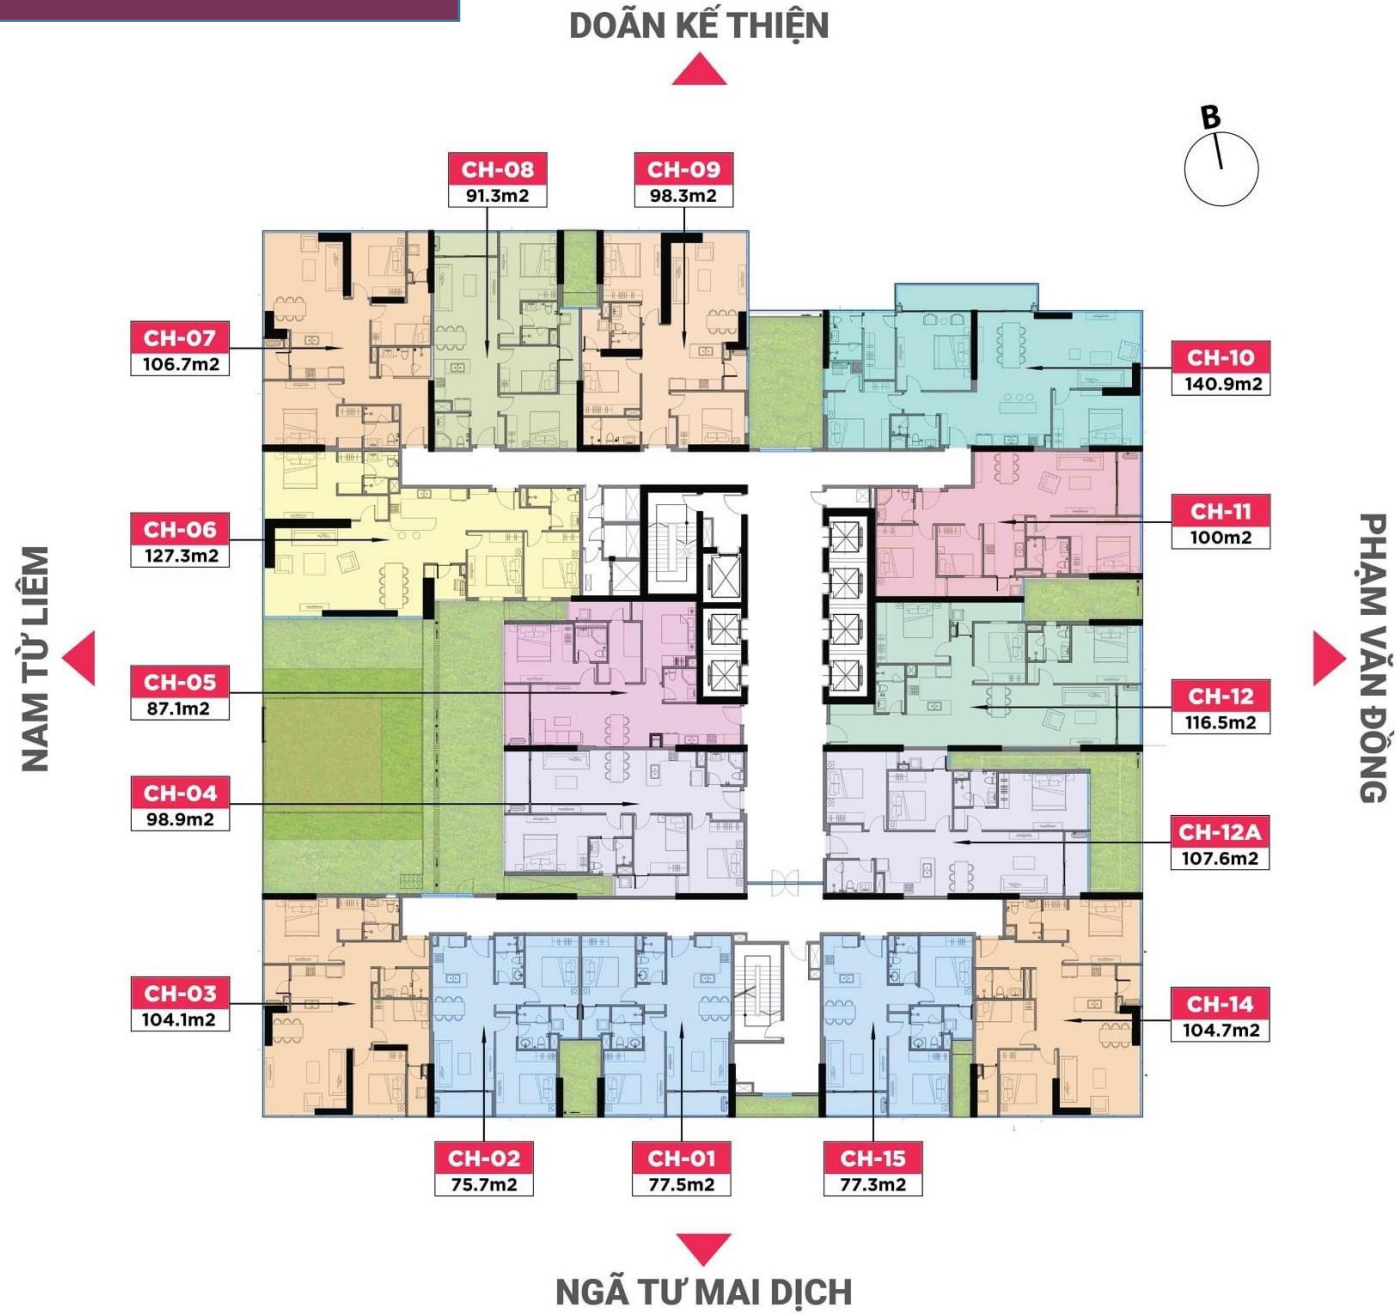 DOÃN KẾ THIỆN
B
CH-08
91.3m2
CH-09
98.3m2
CH-07
106.7m2
CH-10
140.9m2
CH-06
127.3m2
CH-11
100m2
NAM TỪ LIÊM
PHẠM VĂN ĐỒNG
CH-05
87.1m2
CH-12
116.5m2
CH-04
98.9m2
CH-12A
107.6m2
CH-03
104.1m2
CH-14
104.7m2
CH-02
75.7m2
CH-01
77.5m2
CH-15
77.3m2
NGÃ TƯ MAI DỊCH